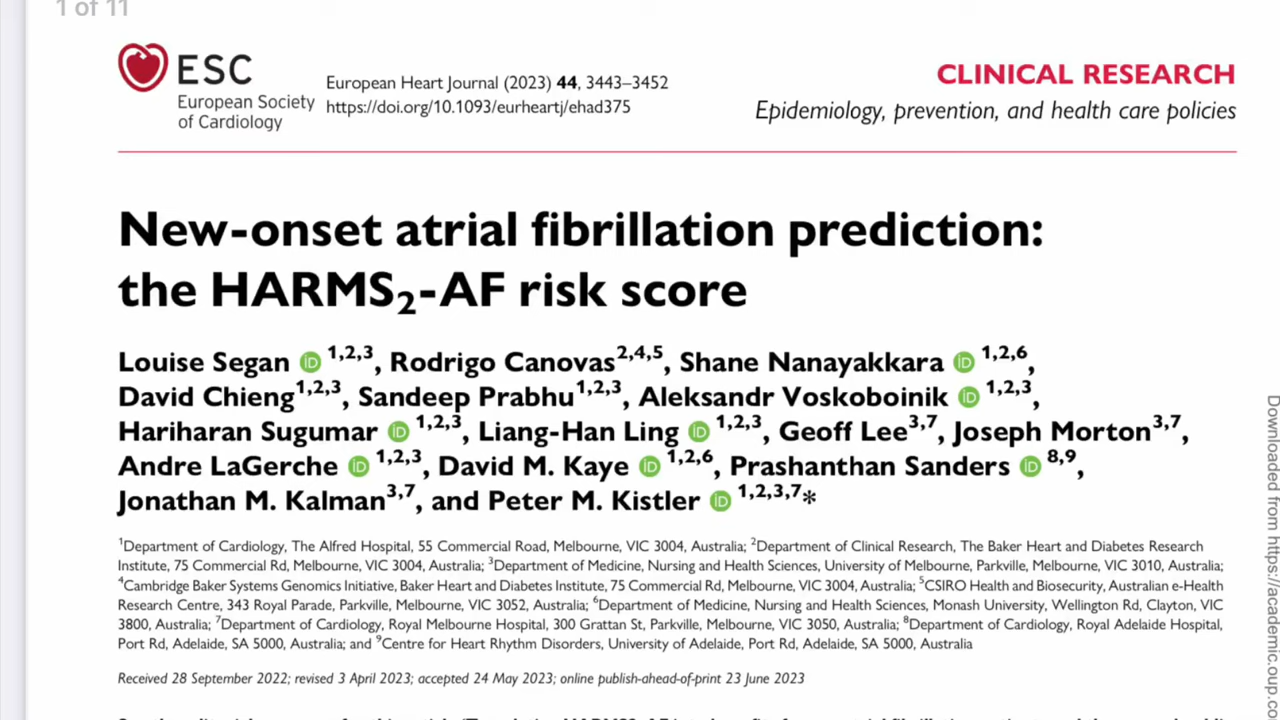 1 of 11
ESC
European Society
of Cardiology
European Heart Journal (2023) 44, 3443–3452
https://doi.org/10.1093/eurheartj/ehad375
CLINICAL RESEARCH
Epidemiology, prevention, and health care policies
New-onset atrial fibrillation prediction:
the HARMS₂-AF risk score
Louise Segan iD 1,2,3, Rodrigo Canovas2,4,5, Shane Nanayakkara iD 1,2,6,
David Chieng1,2,3, Sandeep Prabhu1,2,3, Aleksandr Voskoboinik iD 1,2,3,
Hariharan Sugumar iD 1,2,3, Liang-Han Ling iD 1,2,3, Geoff Lee3,7, Joseph Morton3,7,
Andre LaGerche iD 1,2,3, David M. Kaye iD 1,2,6, Prashanthan Sanders iD 8,9,
Jonathan M. Kalman3,7, and Peter M. Kistler iD 1,2,3,7*
1Department of Cardiology, The Alfred Hospital, 55 Commercial Road, Melbourne, VIC 3004, Australia; 2Department of Clinical Research, The Baker Heart and Diabetes Research
Institute, 75 Commercial Rd, Melbourne, VIC 3004, Australia; 3Department of Medicine, Nursing and Health Sciences, University of Melbourne, Parkville, Melbourne, VIC 3010, Australia;
4Cambridge Baker Systems Genomics Initiative, Baker Heart and Diabetes Institute, 75 Commercial Rd, Melbourne, VIC 3004, Australia; 5CSIRO Health and Biosecurity, Australian e-Health
Research Centre, 343 Royal Parade, Parkville, Melbourne, VIC 3052, Australia; 6Department of Medicine, Nursing and Health Sciences, Monash University, Wellington Rd, Clayton, VIC
3800, Australia; 7Department of Cardiology, Royal Melbourne Hospital, 300 Grattan St, Parkville, Melbourne, VIC 3050, Australia; 8Department of Cardiology, Royal Adelaide Hospital,
Port Rd, Adelaide, SA 5000, Australia; and 9Centre for Heart Rhythm Disorders, University of Adelaide, Port Rd, Adelaide, SA 5000, Australia
Received 28 September 2022; revised 3 April 2023; accepted 24 May 2023; online publish-ahead-of-print 23 June 2023
Downloaded from https://academic.oup.co